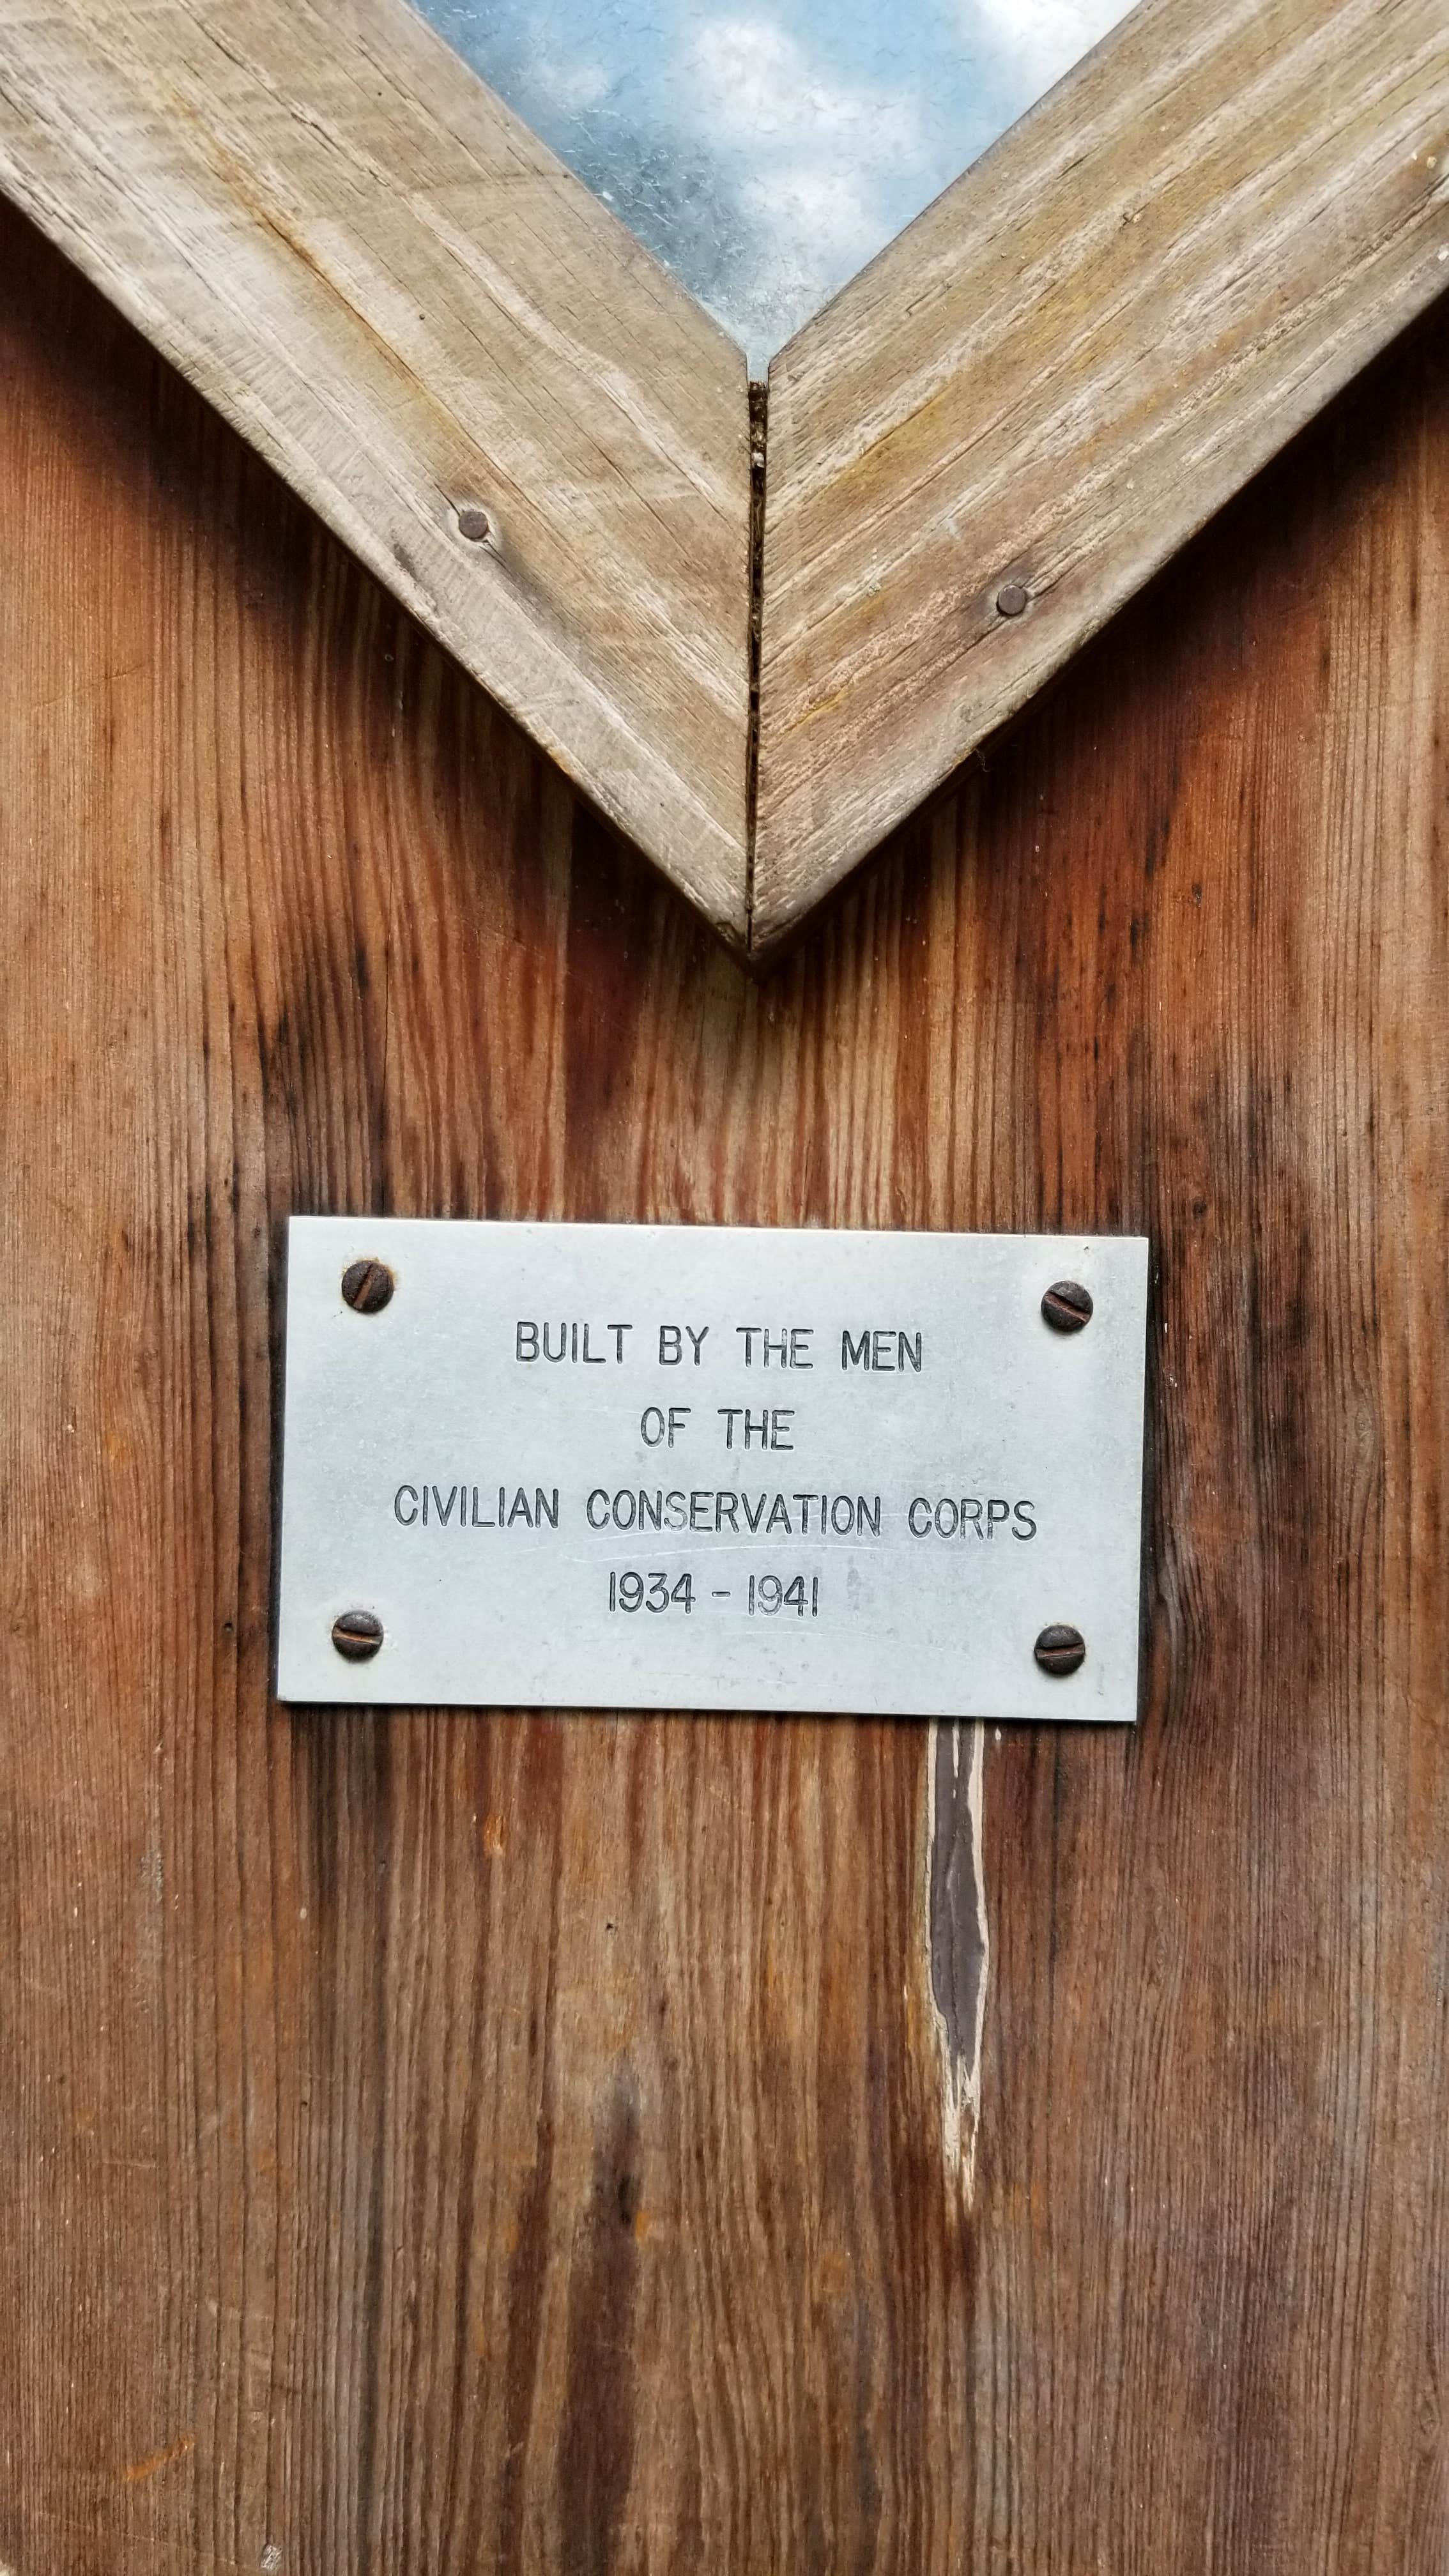 BUILT BY THE MEN
OF THE
CIVILIAN CONSERVATION CORPS
1934 - 1941